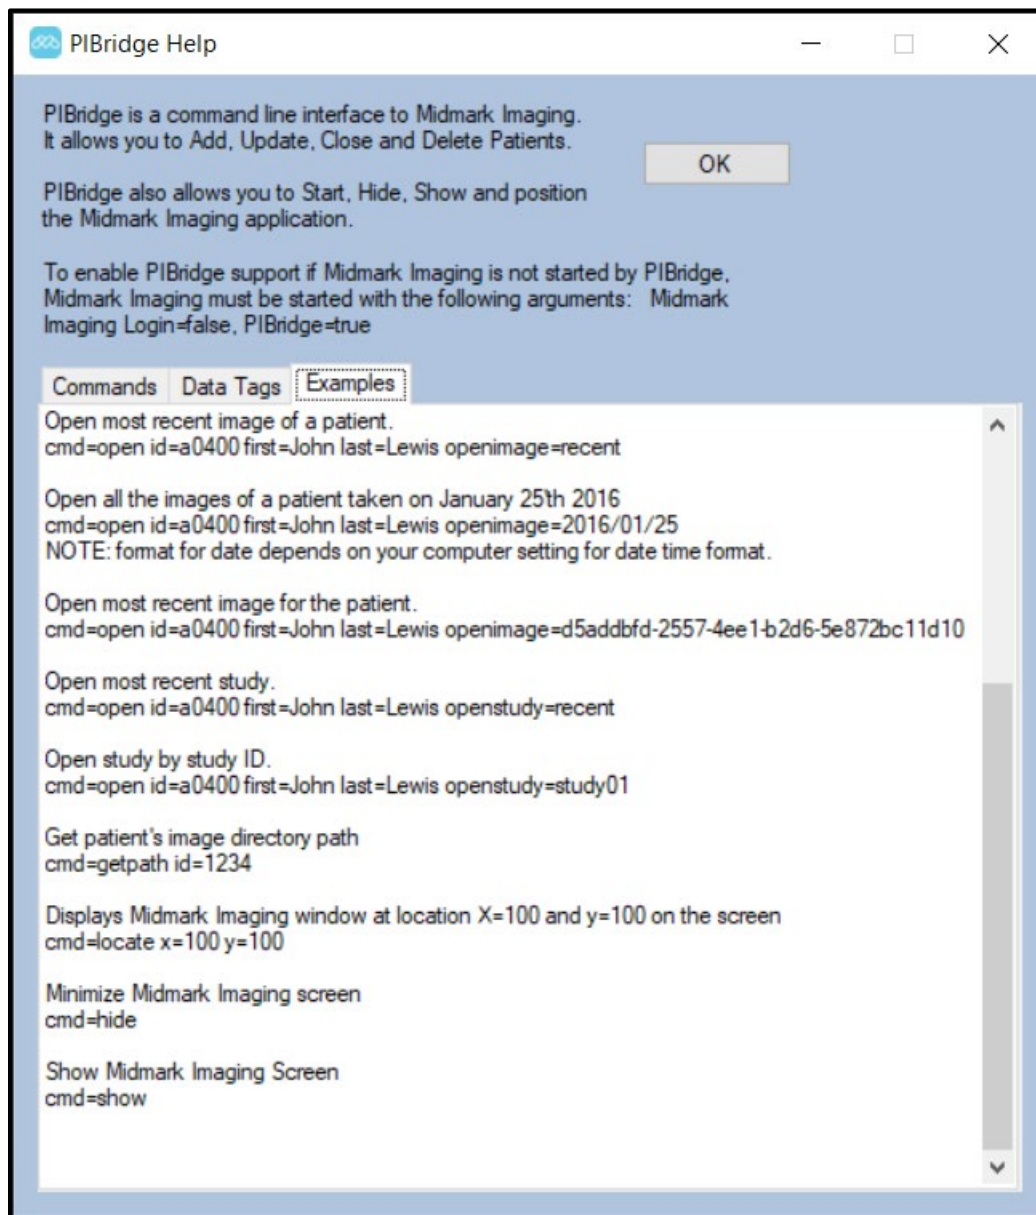 PIBridge Help
PIBridge is a command line interface to Midmark Imaging.
It allows you to Add, Update, Close and Delete Patients.
OK
PIBridge also allows you to Start, Hide, Show and position
the Midmark Imaging application.
To enable PIBridge support if Midmark Imaging is not started by PIBridge,
Midmark Imaging must be started with the following arguments: Midmark
Imaging Login=false, PIBridge=true
Commands Data Tags Examples
Open most recent image of a patient.
cmd=open id=a0400 first=John last=Lewis openimage=recent
Open all the images of a patient taken on January 25'th 2016
cmd=open id=a0400 first=John last=Lewis openimage=2016/01/25
NOTE: format for date depends on your computer setting for date time format.
Open most recent image for the patient.
cmd=open id=a0400 first=John last=Lewis openimage=d5addbfd-2557-4ee1-b2d6-5e872bc11d10
Open most recent study.
cmd=open id=a0400 first=John last=Lewis openstudy=recent
Open study by study ID.
cmd=open id=a0400 first=John last=Lewis openstudy=study01
Get patient's image directory path
cmd=getpath id=1234
Displays Midmark Imaging window at location X=100 and y=100 on the screen
cmd=locate x=100 y=100
Minimize Midmark Imaging screen
cmd=hide
Show Midmark Imaging Screen
cmd=show